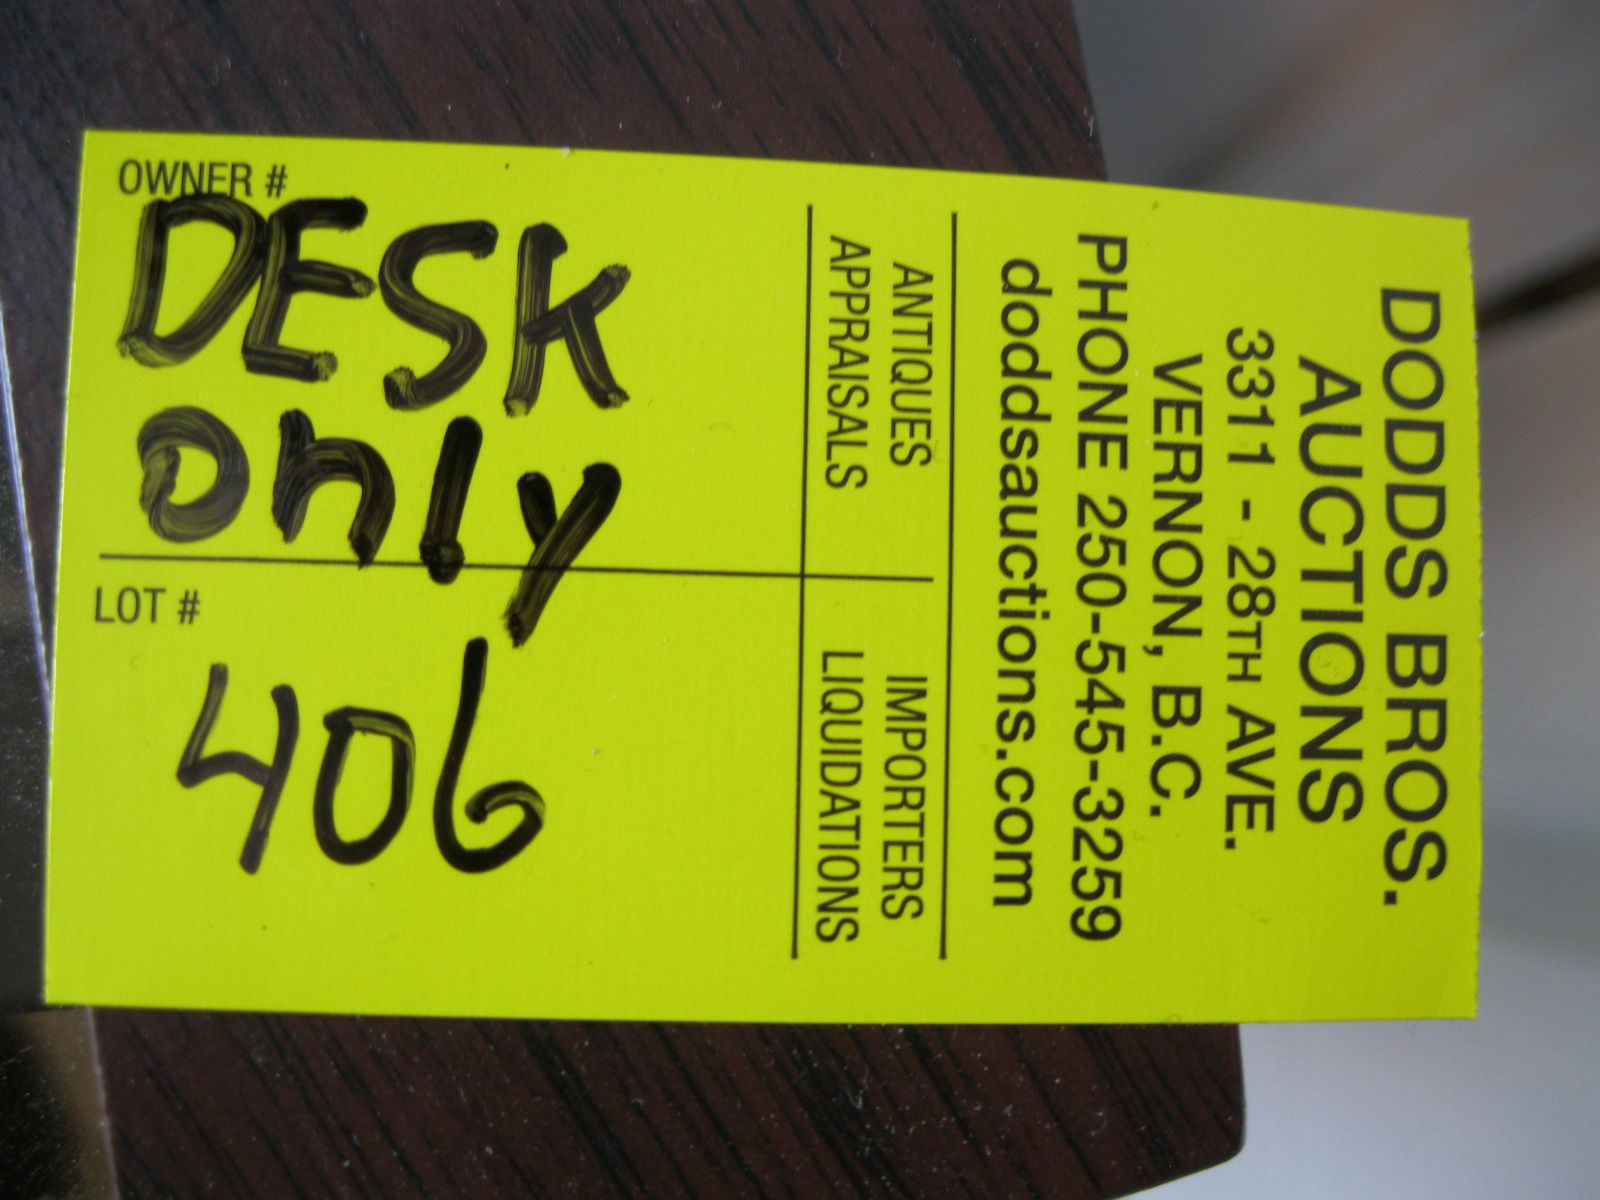 DODDS BROS.
AUCTIONS
3311 - 28TH AVE.
VERNON, B.C.
PHONE 250-545-3259
doddsauctions.com
ANTIQUES
APPRAISALS
IMPORTERS
LIQUIDATIONS
OWNER #
DESK
only
LOT #
406